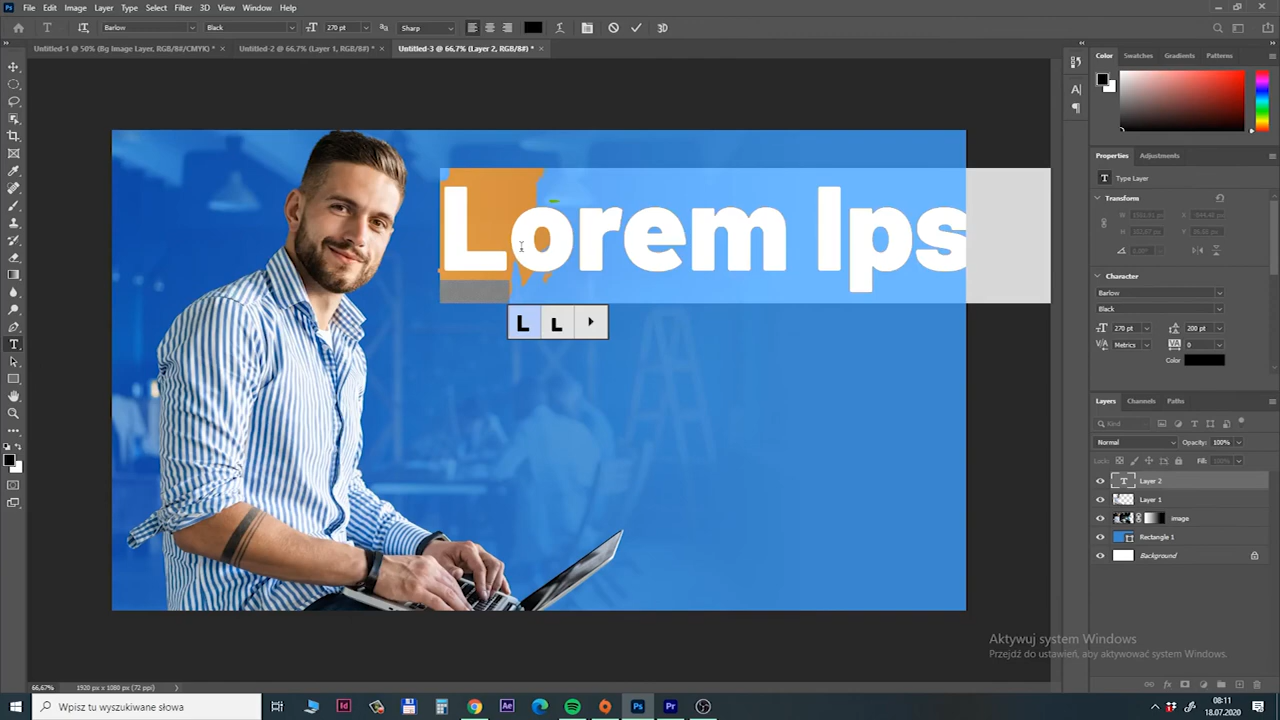 File Edit Image Layer Type Select Filter 3D View Window Help
Barlow Black 270 pt Sharp 3D
Untitled-1 @ 50% (Bg Image Layer, RGB/8#/CMYK) * × Untitled-2 @ 66,7% (Layer 1, RGB/8#) * × Untitled-3 @ 66,7% (Layer 2, RGB/8#) * ×
Color Swatches Gradients Patterns
Properties Adjustments
Type Layer
Transform
Lorem Ips
Character
Barlow
Black
270 pt 200 pt
Metrics 0
Color
L L
Layers Channels Paths
Kind
Normal Opacity: 100%
Lock: Fill: 100%
Layer 2
Layer 1
image
Rectangle 1
Background
Aktywuj system Windows
Przejdź do ustawień, aby aktywować system Windows.
66,67% 1920 px x 1080 px (72 ppi)
Wpisz tu wyszukiwane słowa
08:11
18.07.2020